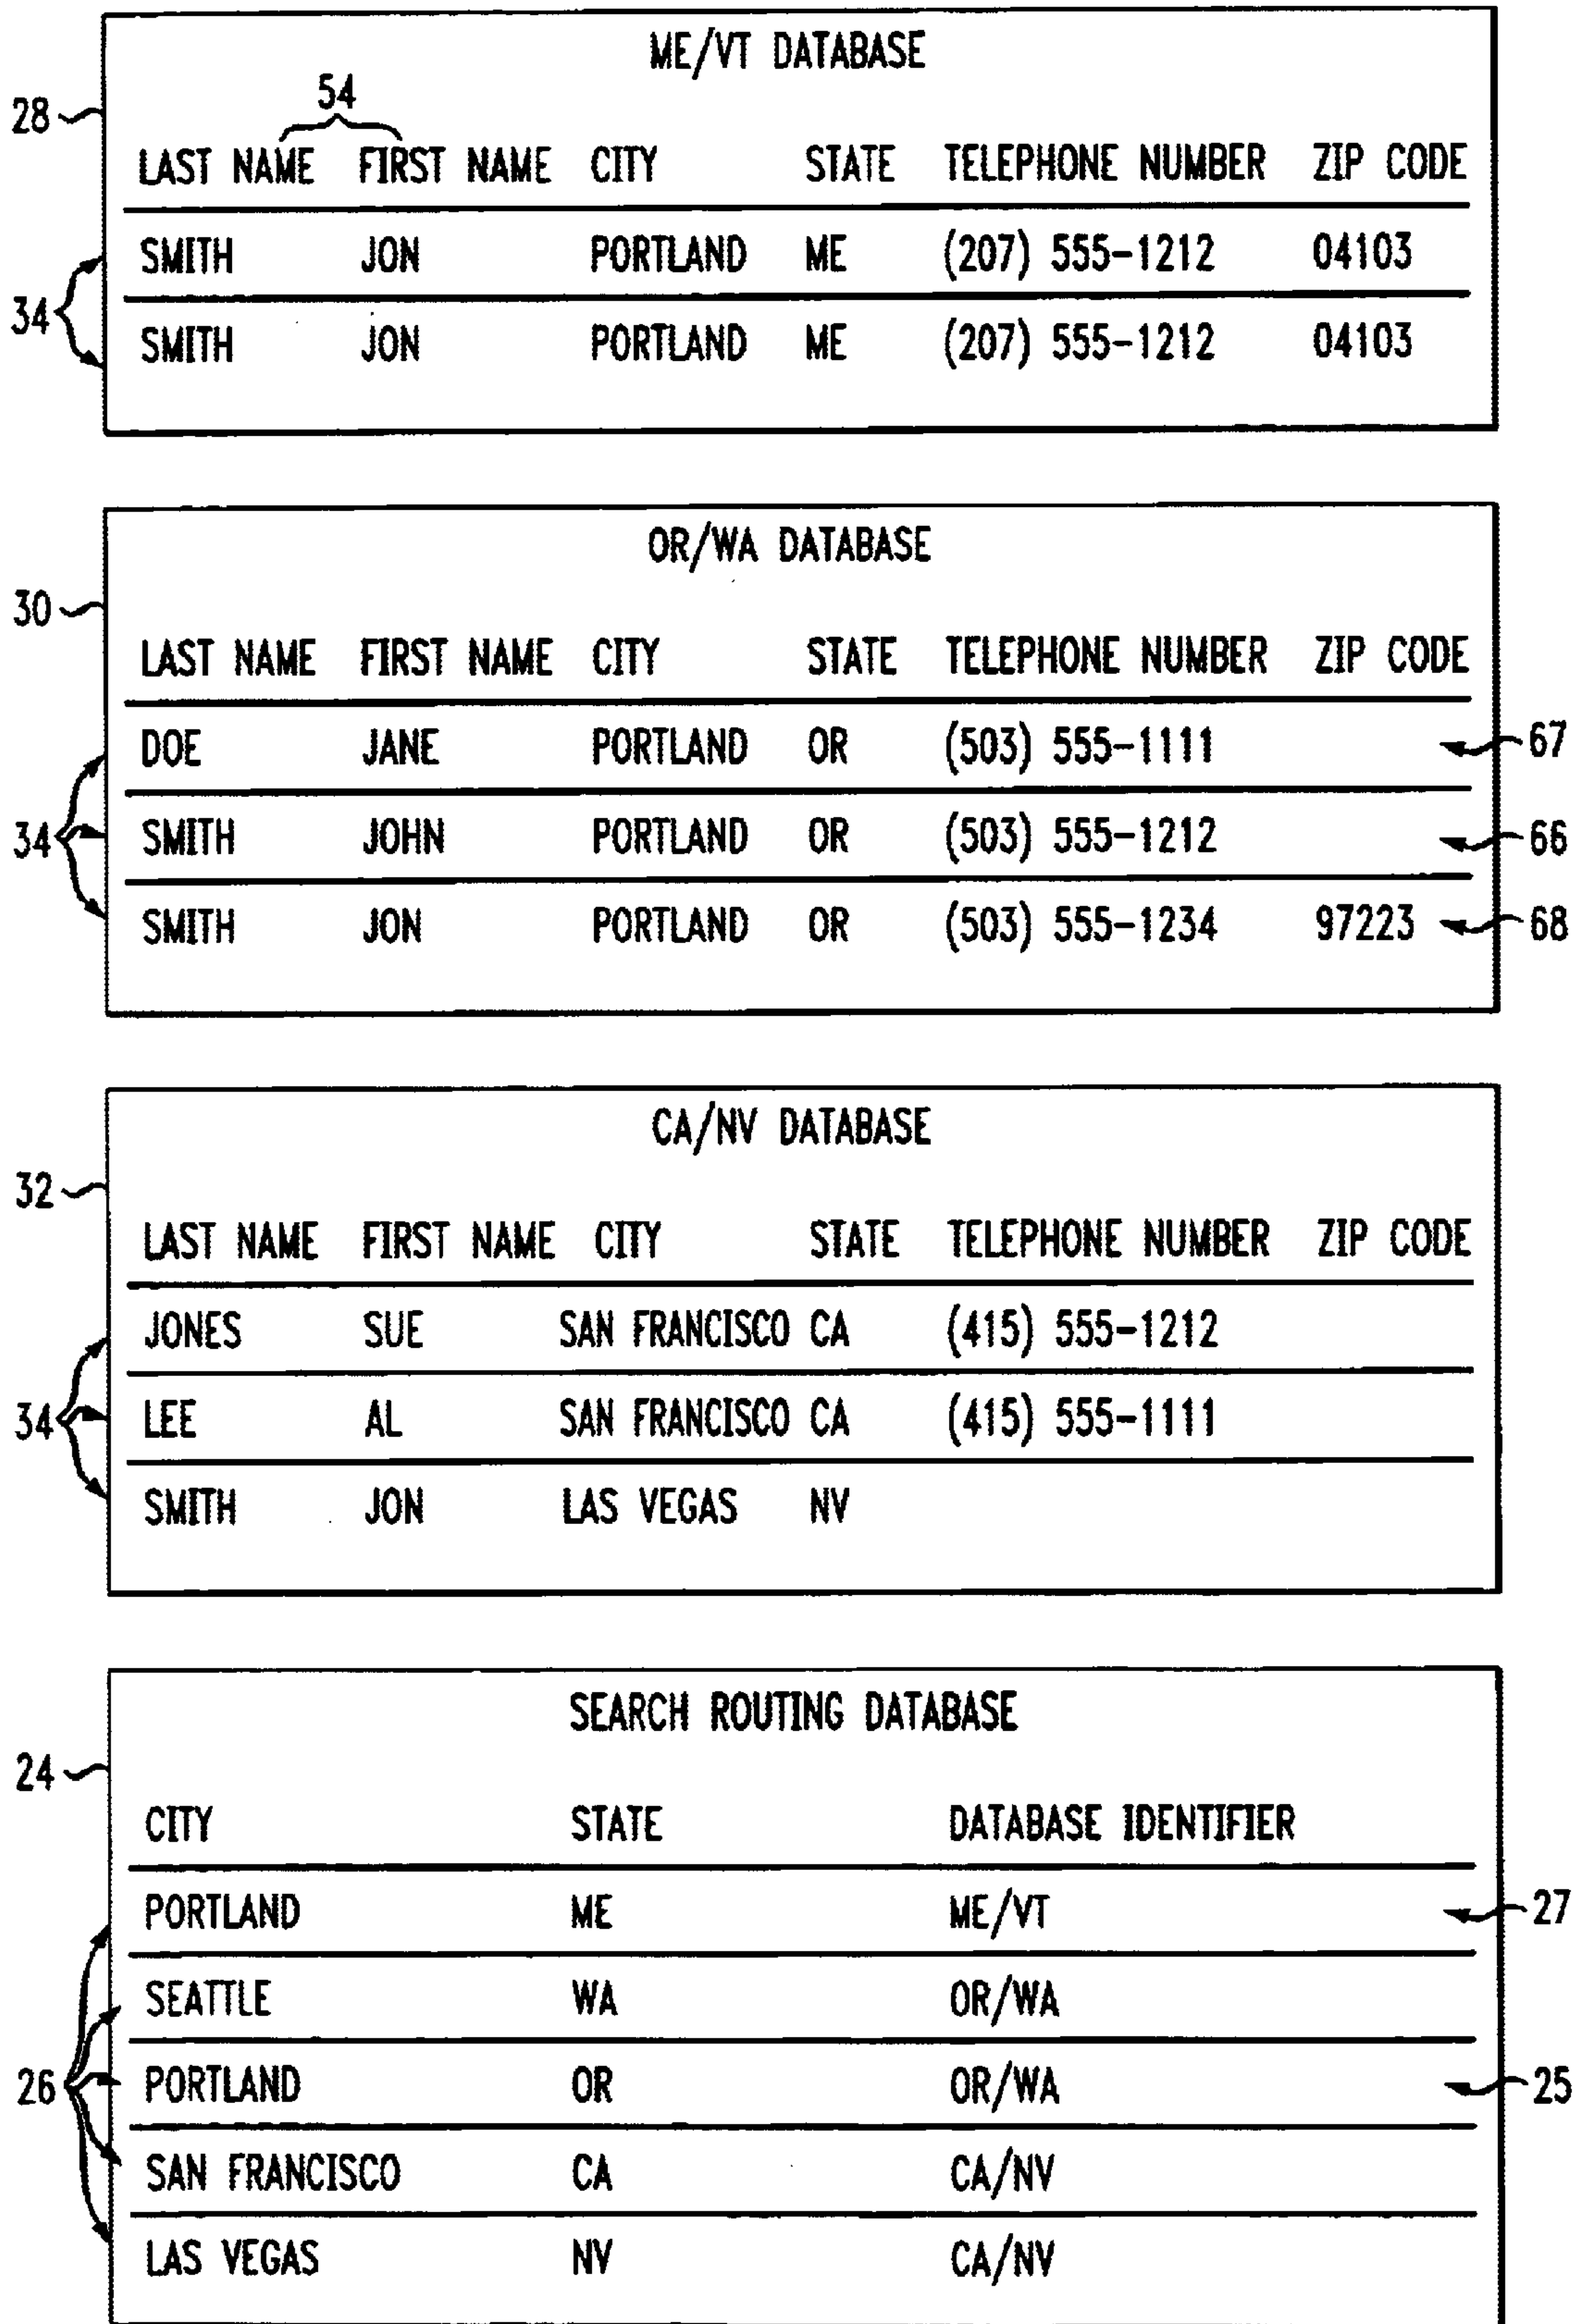 ME/VT DATABASE
54
28
LAST NAME FIRST NAME CITY STATE TELEPHONE NUMBER ZIP CODE
SMITH JON PORTLAND ME (207) 555-1212 04103
34
SMITH JON PORTLAND ME (207) 555-1212 04103
OR/WA DATABASE
30
LAST NAME FIRST NAME CITY STATE TELEPHONE NUMBER ZIP CODE
DOE JANE PORTLAND OR (503) 555-1111 67
34 SMITH JOHN PORTLAND OR (503) 555-1212 66
SMITH JON PORTLAND OR (503) 555-1234 97223 68
CA/NV DATABASE
32
LAST NAME FIRST NAME CITY STATE TELEPHONE NUMBER ZIP CODE
JONES SUE SAN FRANCISCO CA (415) 555-1212
34 LEE AL SAN FRANCISCO CA (415) 555-1111
SMITH JON LAS VEGAS NV
SEARCH ROUTING DATABASE
24
CITY STATE DATABASE IDENTIFIER
PORTLAND ME ME/VT 27
SEATTLE WA OR/WA
26 PORTLAND OR OR/WA 25
SAN FRANCISCO CA CA/NV
LAS VEGAS NV CA/NV